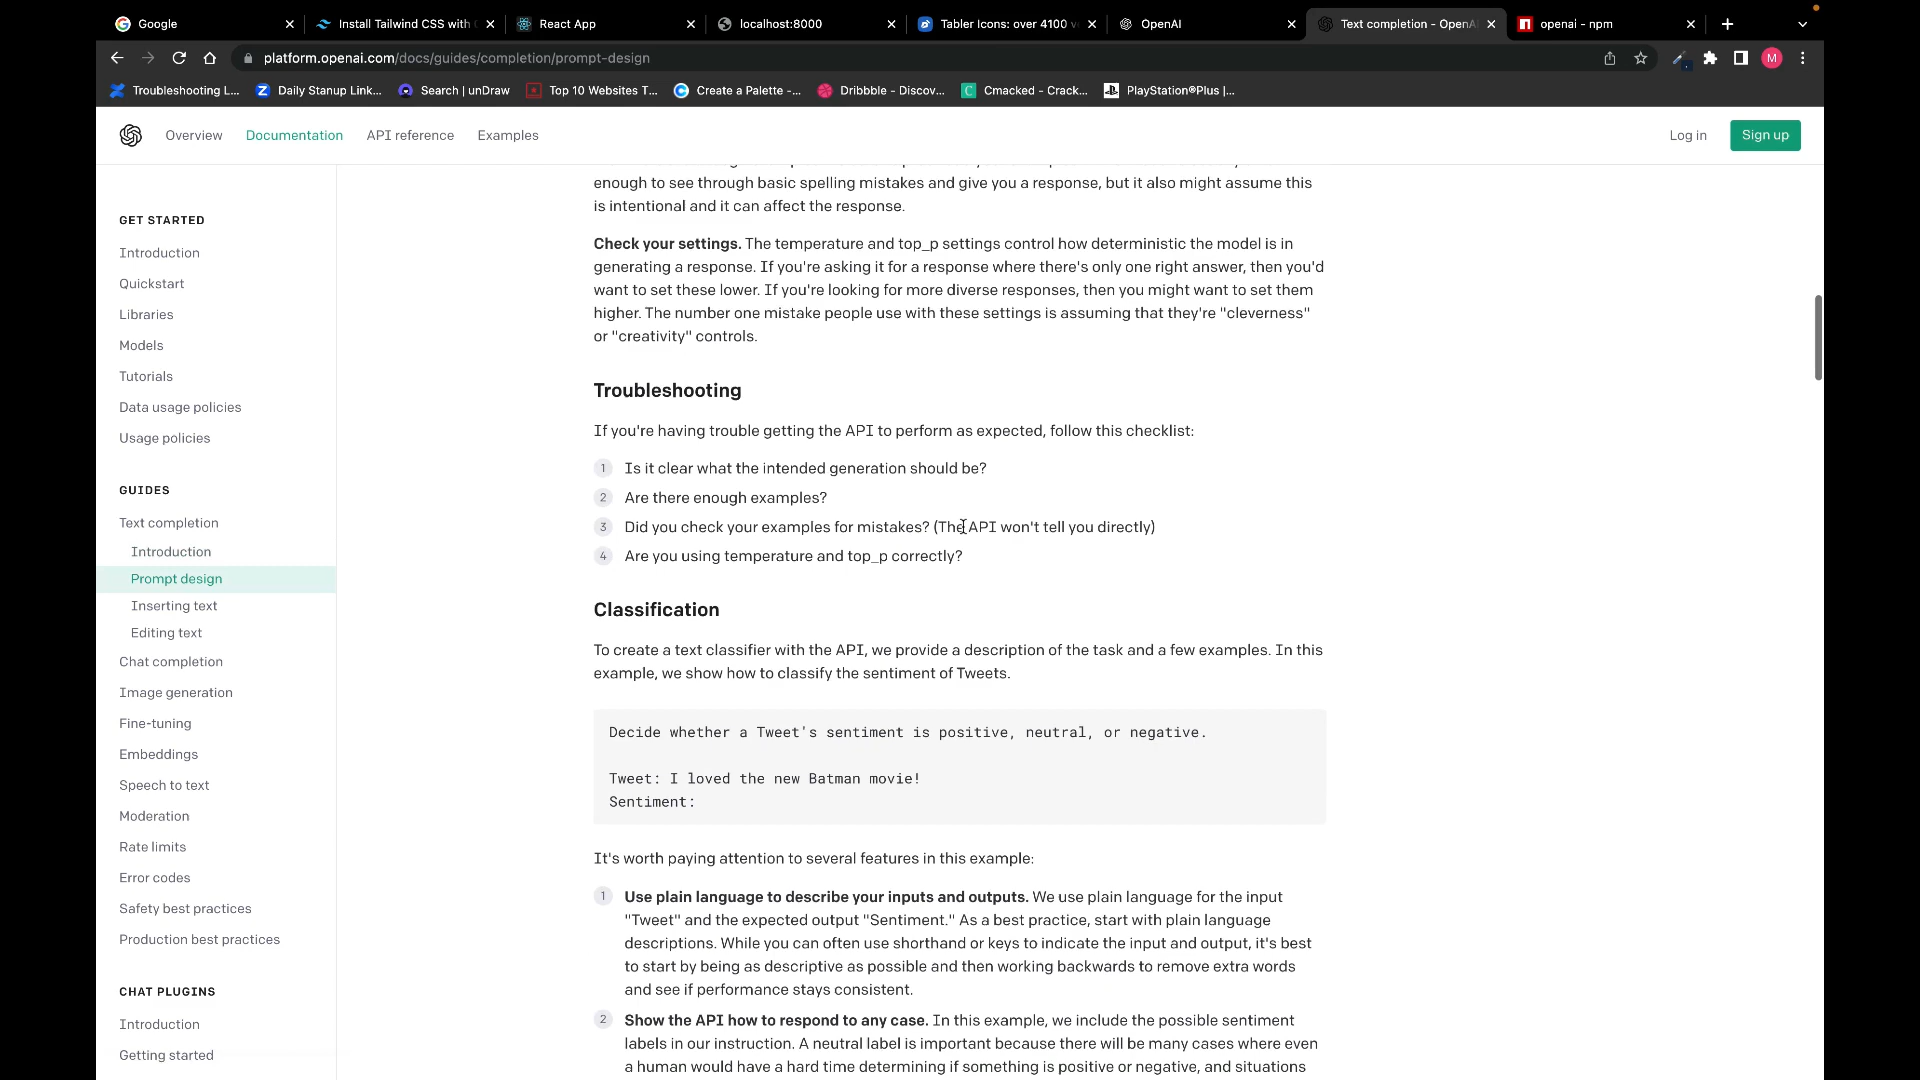 Google
Install Tailwind CSS with
React App
localhost:8000
Tabler Icons: over 4100 v
OpenAI
Text completion - OpenA
openai - npm
platform.openai.com/docs/guides/completion/prompt-design
M
Troubleshooting L...
Daily Stanup Link...
Search | unDraw
Top 10 Websites T...
Create a Palette -...
Dribbble - Discov...
Cmacked - Crack...
PlayStation®Plus |...
Overview
Documentation
API reference
Examples
Log in
Sign up
GET STARTED
Introduction
Quickstart
Libraries
Models
Tutorials
Data usage policies
Usage policies
GUIDES
Text completion
Introduction
Prompt design
Inserting text
Editing text
Chat completion
Image generation
Fine-tuning
Embeddings
Speech to text
Moderation
Rate limits
Error codes
Safety best practices
Production best practices
CHAT PLUGINS
Introduction
Getting started
enough to see through basic spelling mistakes and give you a response, but it also might assume this
is intentional and it can affect the response.
Check your settings. The temperature and top_p settings control how deterministic the model is in
generating a response. If you're asking it for a response where there's only one right answer, then you'd
want to set these lower. If you're looking for more diverse responses, then you might want to set them
higher. The number one mistake people use with these settings is assuming that they're "cleverness"
or "creativity" controls.
Troubleshooting
If you're having trouble getting the API to perform as expected, follow this checklist:
1 Is it clear what the intended generation should be?
2 Are there enough examples?
3 Did you check your examples for mistakes? (The API won't tell you directly)
4 Are you using temperature and top_p correctly?
Classification
To create a text classifier with the API, we provide a description of the task and a few examples. In this
example, we show how to classify the sentiment of Tweets.
Decide whether a Tweet's sentiment is positive, neutral, or negative.
Tweet: I loved the new Batman movie!
Sentiment:
It's worth paying attention to several features in this example:
1 Use plain language to describe your inputs and outputs. We use plain language for the input
"Tweet" and the expected output "Sentiment." As a best practice, start with plain language
descriptions. While you can often use shorthand or keys to indicate the input and output, it's best
to start by being as descriptive as possible and then working backwards to remove extra words
and see if performance stays consistent.
2 Show the API how to respond to any case. In this example, we include the possible sentiment
labels in our instruction. A neutral label is important because there will be many cases where even
a human would have a hard time determining if something is positive or negative, and situations